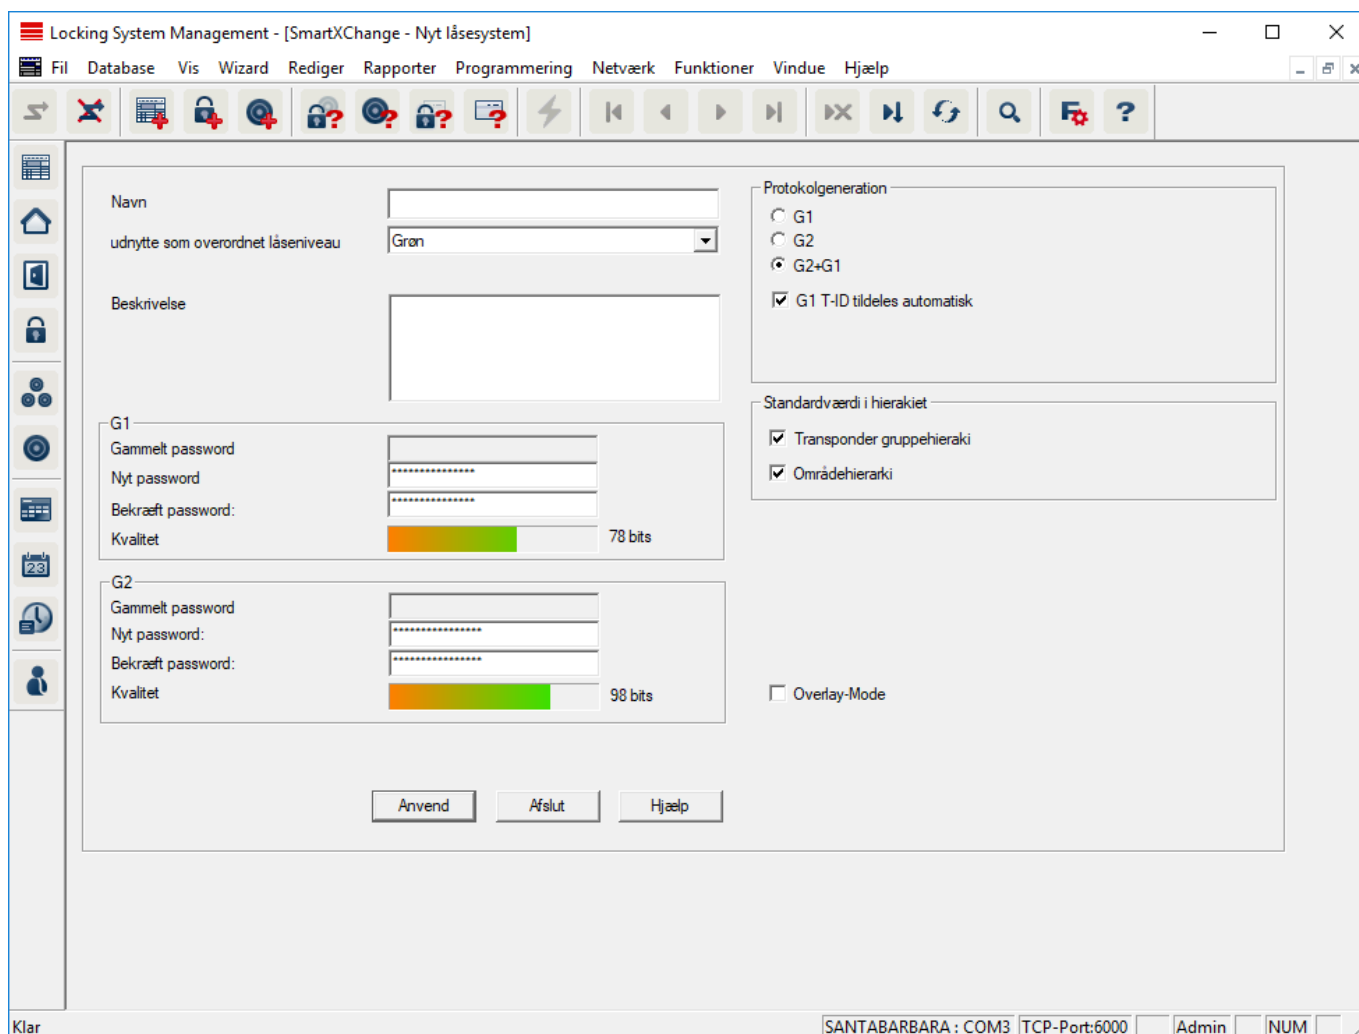 Locking System Management - [SmartXChange - Nyt låsesystem]
Fil Database Vis Wizard Rediger Rapporter Programmering Netværk Funktioner Vindue Hjælp
Navn
udnytte som overordnet låseniveau
Grøn
Beskrivelse
G1
Gammelt password
Nyt password
***************
Bekræft password:
***************
Kvalitet
78 bits
G2
Gammelt password
Nyt password:
****************
Bekræft password:
****************
Kvalitet
98 bits
Anvend Afslut Hjælp
Protokolgeneration
G1
G2
G2+G1
G1 T-ID tildeles automatisk
Standardværdi i hierakiet
Transponder gruppehieraki
Områdehierarki
Overlay-Mode
23
Klar
SANTABARBARA : COM3 TCP-Port:6000 Admin NUM